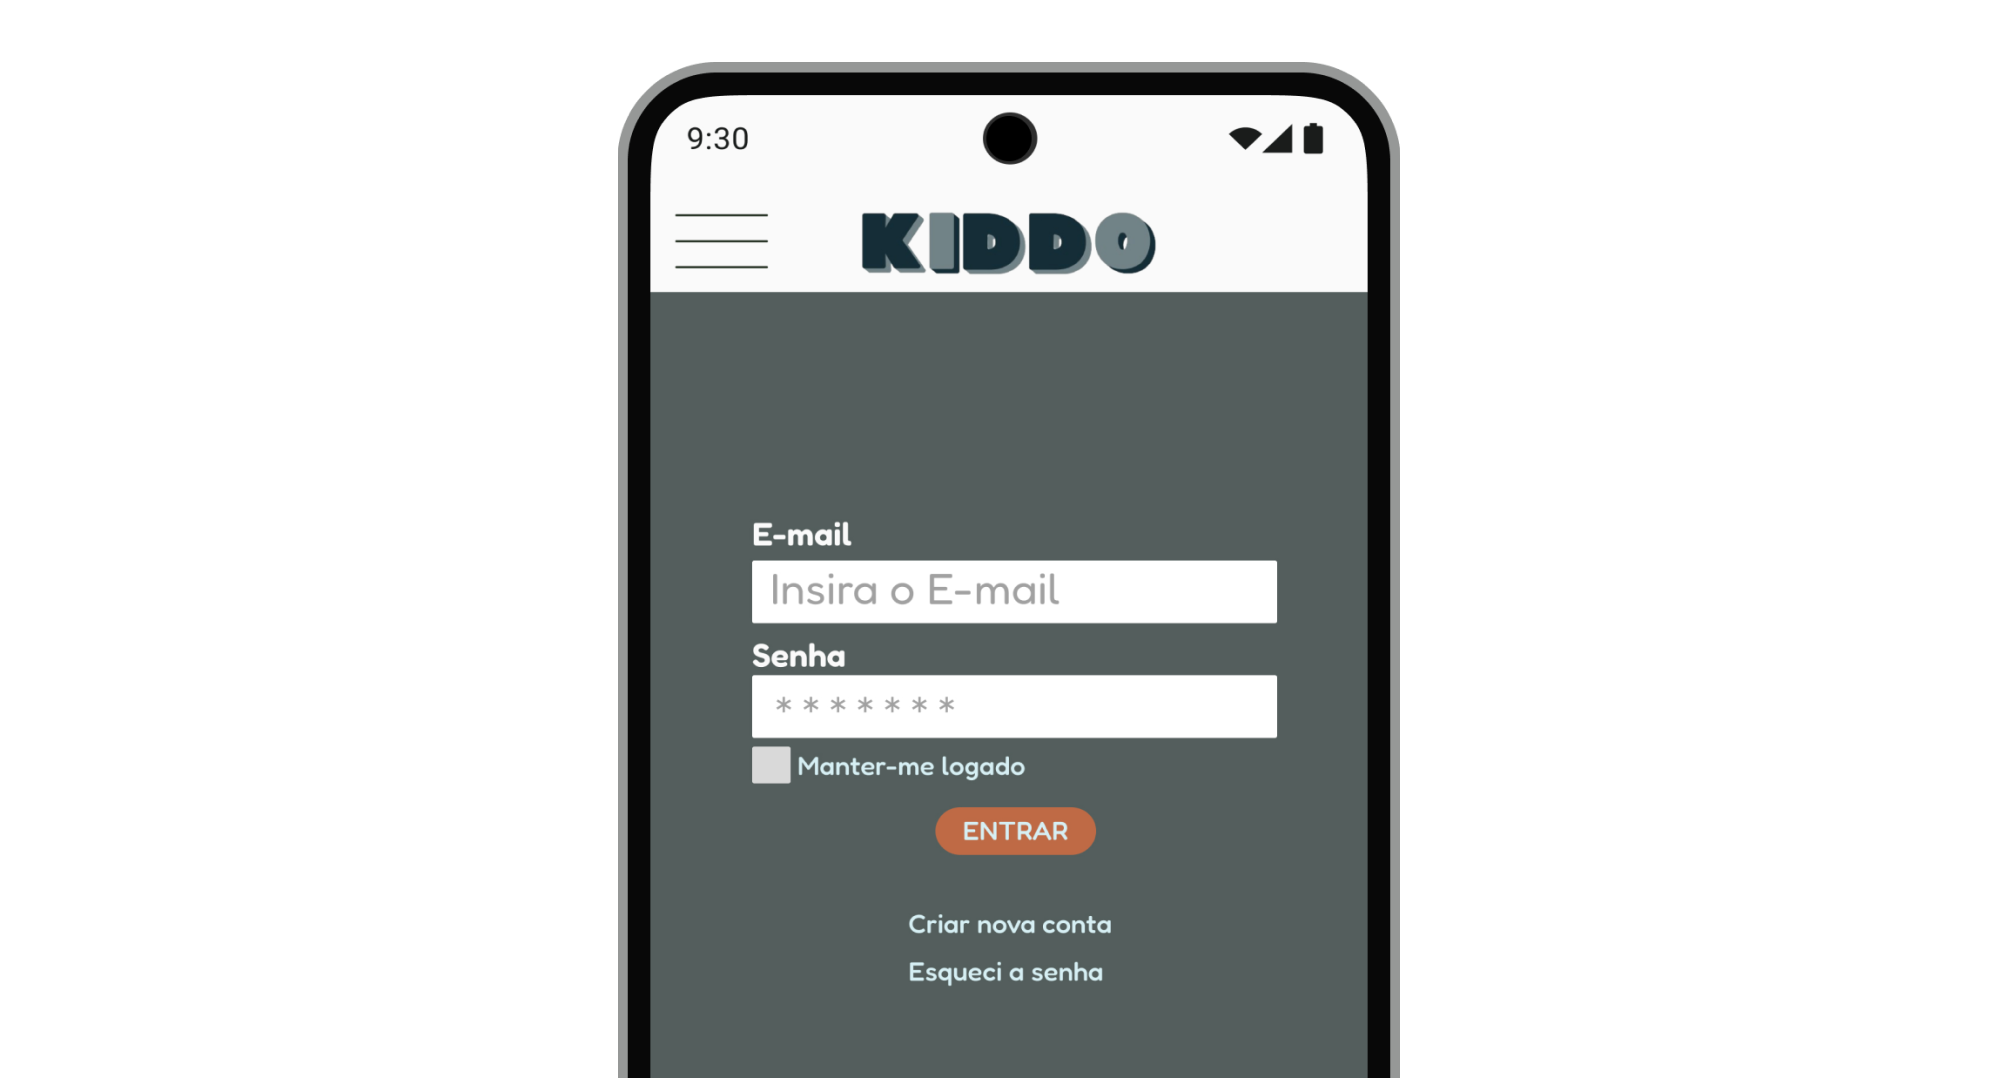 9:30
KIDDO
E-mail
Insira o E-mail
Senha
*******
Manter-me logado
ENTRAR
Criar nova conta
Esqueci a senha